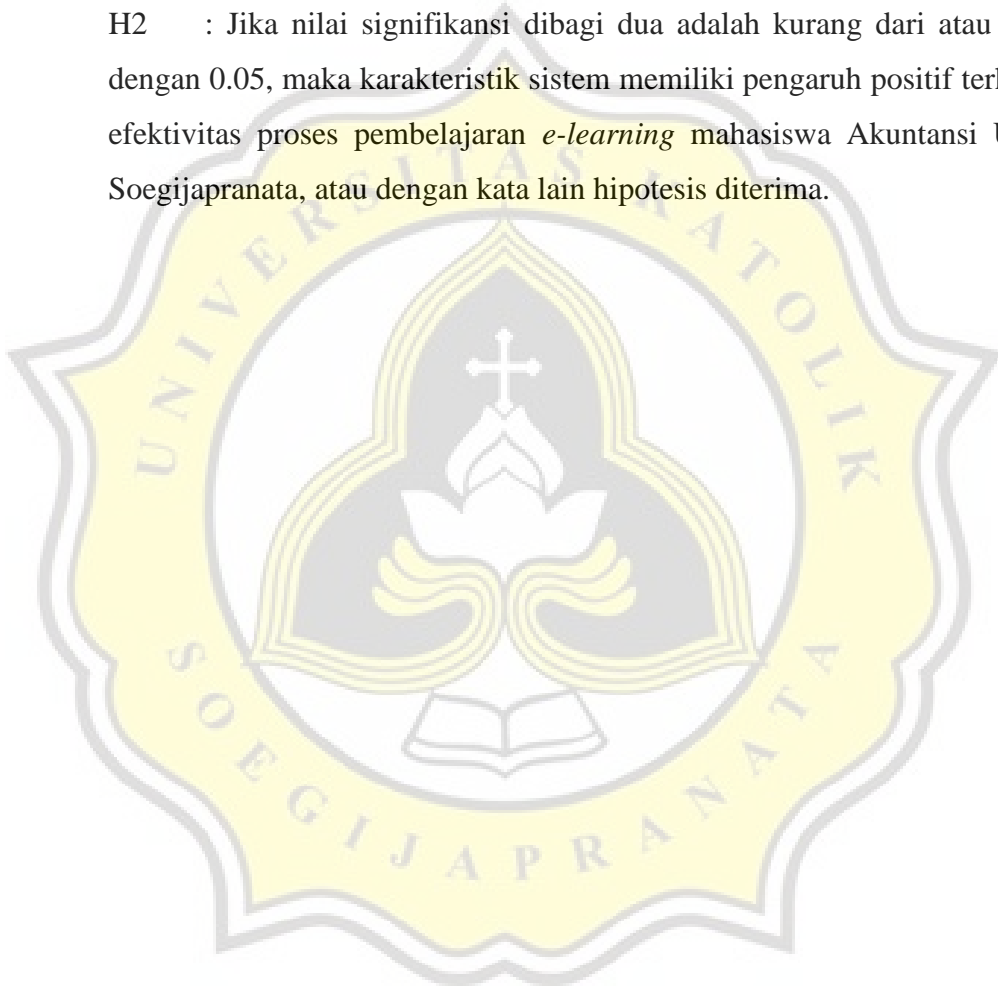 H2 : Jika nilai signifikansi dibagi dua adalah kurang dari atau
dengan 0.05, maka karakteristik sistem memiliki pengaruh positif
efektivitas proses pembelajaran e-learning mahasiswa Akuntansi
Soegijapranata, atau dengan kata lain hipotesis diterima.
UNIVERSITAS KATOLIK
SOEGIJAPRANATA